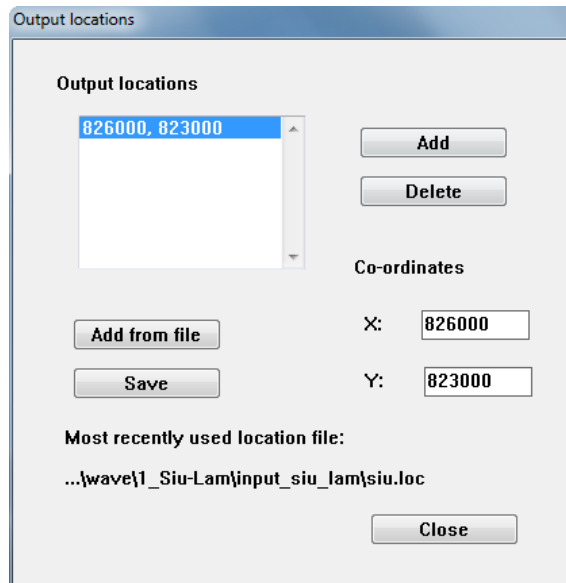 Output locations
Output locations
826000, 823000
Add
Delete
Co-ordinates
X: 826000
Add from file
Y: 823000
Save
Most recently used location file:
...\wave\1_Siu-Lam\input_siu_lam\siu.loc
Close